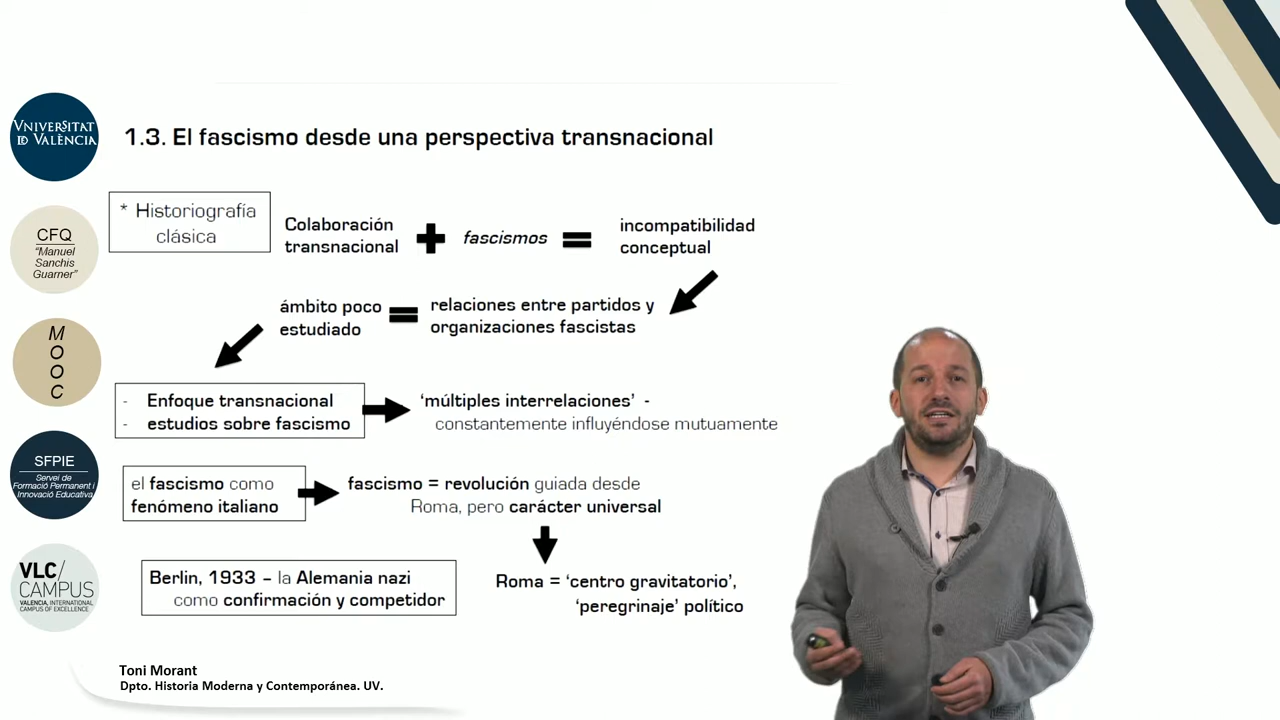 1.3. El fascismo desde una perspectiva transnacional
* Historiografía
clásica
Colaboración
transnacional
fascismos
incompatibilidad
conceptual
ámbito poco
estudiado
relaciones entre partidos y
organizaciones fascistas
- Enfoque transnacional
- estudios sobre fascismo
‘múltiples interrelaciones’ -
constantemente influyéndose mutuamente
el fascismo como
fenómeno italiano
fascismo = revolución guiada desde
Roma, pero carácter universal
Berlin, 1933 – la Alemania nazi
como confirmación y competidor
Roma = ‘centro gravitatorio’,
‘peregrinaje’ político
Toni Morant
Dpto. Historia Moderna y Contemporánea. UV.
VNIVERSITAT
ID VALÈNCIA
CFQ
“Manuel
Sanchis
Guarner”
M
O
O
C
SFPIE
Servei de
Formació Permanent i
Innovació Educativa
VLC/
CAMPUS
VALENCIA, INTERNATIONAL
CAMPUS OF EXCELLENCE